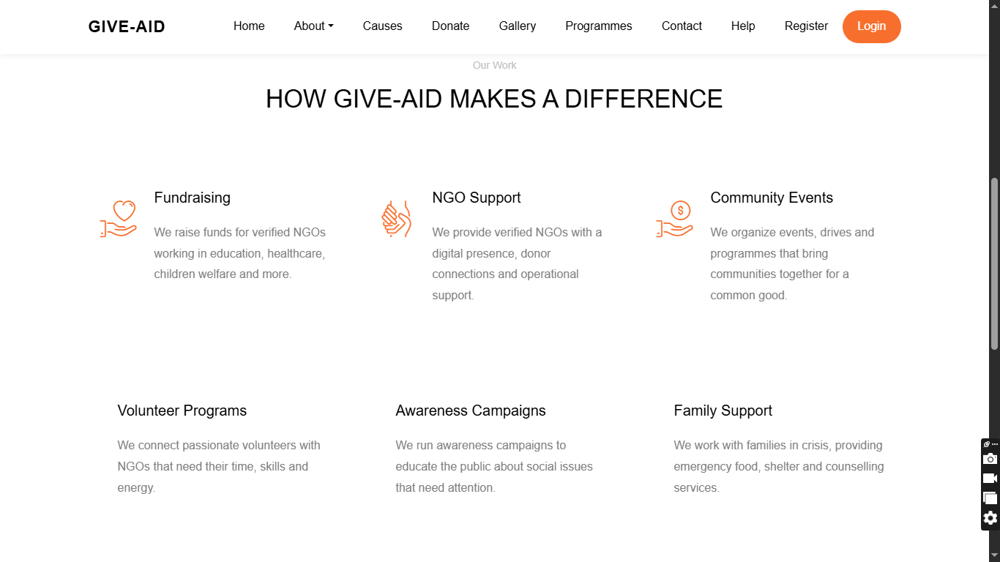 GIVE-AID Home About Causes Donate Gallery Programmes Contact Help Register Login
Our Work
HOW GIVE-AID MAKES A DIFFERENCE
Fundraising
We raise funds for verified NGOs
working in education, healthcare,
children welfare and more.
NGO Support
We provide verified NGOs with a
digital presence, donor
connections and operational
support.
Community Events
We organize events, drives and
programmes that bring
communities together for a
common good.
Volunteer Programs
We connect passionate volunteers with
NGOs that need their time, skills and
energy.
Awareness Campaigns
We run awareness campaigns to
educate the public about social issues
that need attention.
Family Support
We work with families in crisis, providing
emergency food, shelter and counselling
services.